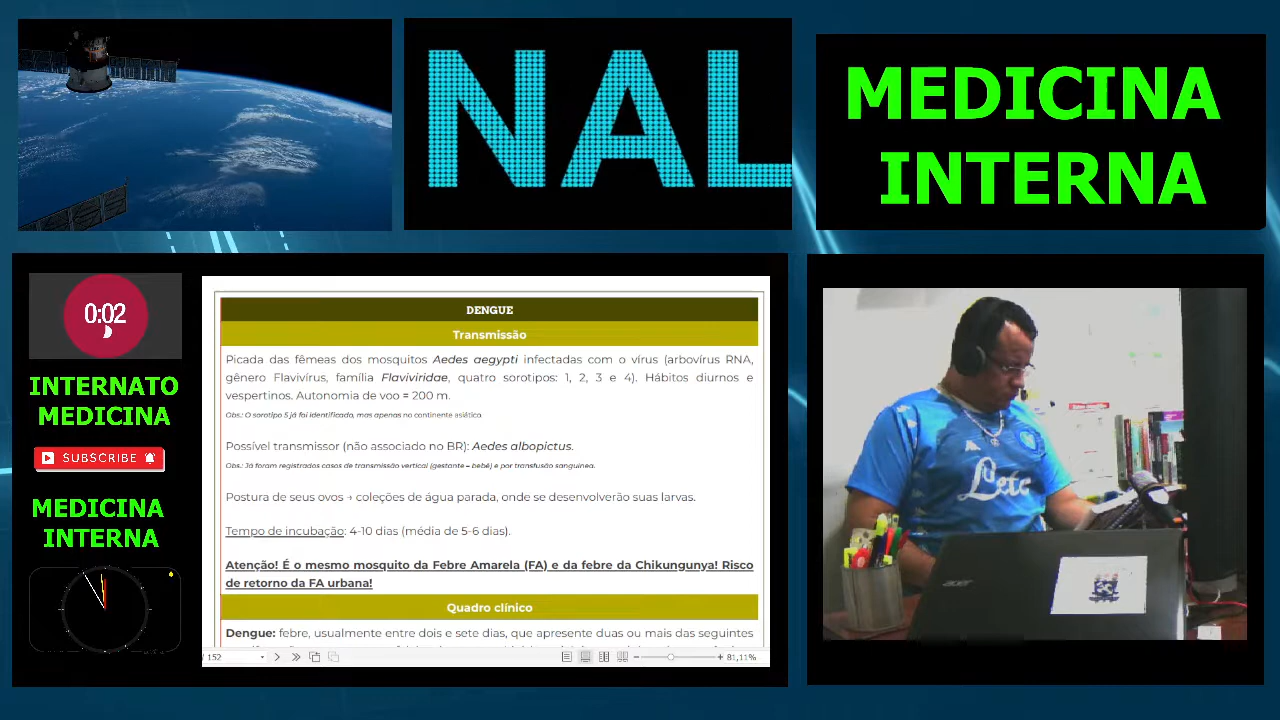 NAL
MEDICINA
INTERNA
0:02
INTERNATO
MEDICINA
SUBSCRIBE
MEDICINA
INTERNA
DENGUE
Transmissão
Picada das fêmeas dos mosquitos Aedes aegypti infectadas com o vírus (arbovírus RNA,
gênero Flavivírus, família Flaviviridae, quatro sorotipos: 1, 2, 3 e 4). Hábitos diurnos e
vespertinos. Autonomia de voo = 200 m.
Obs.: O sorotipo 5 já foi identificado, mas apenas no continente asiático.
Possível transmissor (não associado no BR): Aedes albopictus.
Obs.: Já foram registrados casos de transmissão vertical (gestante – bebê) e por transfusão sanguínea.
Postura de seus ovos → coleções de água parada, onde se desenvolverão suas larvas.
Tempo de incubação: 4-10 dias (média de 5-6 dias).
Atenção! É o mesmo mosquito da Febre Amarela (FA) e da febre da Chikungunya! Risco
de retorno da FA urbana!
Quadro clínico
Dengue: febre, usualmente entre dois e sete dias, que apresente duas ou mais das seguintes
/ 152
81,11%
acer